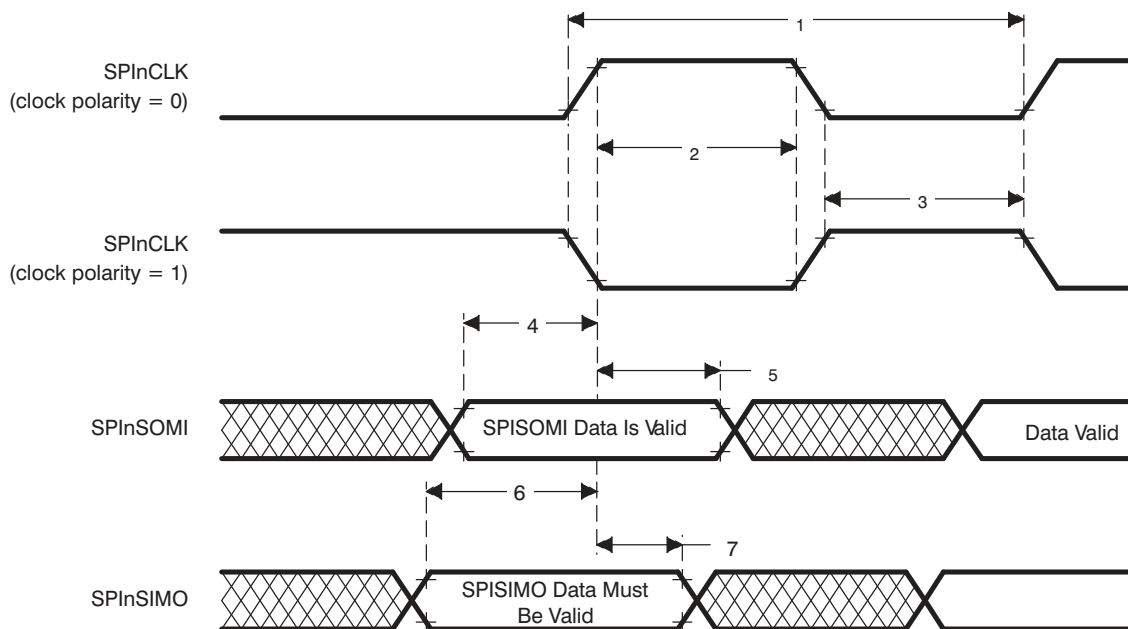 1
SPInCLK
(clock polarity = 0)
2
3
SPInCLK
(clock polarity = 1)
4
5
SPInSOMI
SPISOMI Data Is Valid
Data Valid
6
7
SPInSIMO
SPISIMO Data Must
Be Valid